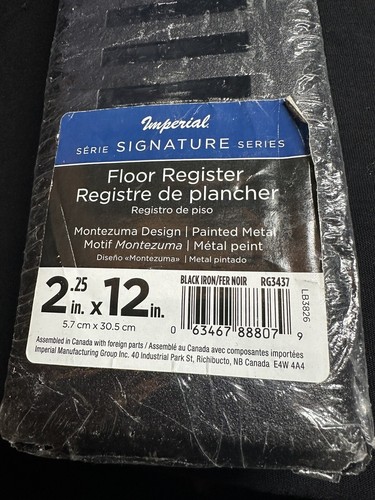 Imperial.
SÉRIE SIGNATURE SERIES
Floor Register
Registre de plancher
Registro de piso
Montezuma Design | Painted Metal
Motif Montezuma | Métal peint
Diseño «Montezuma» | Metal pintado
2.25 in. x 12 in.
5.7 cm x 30.5 cm
BLACK IRON/FER NOIR RG3437
0 63467 88807 9
LB3826
Assembled in Canada with foreign parts / Assemblé au Canada avec composantes importées
Imperial Manufacturing Group Inc. 40 Industrial Park St, Richibucto, NB Canada E4W 4A4